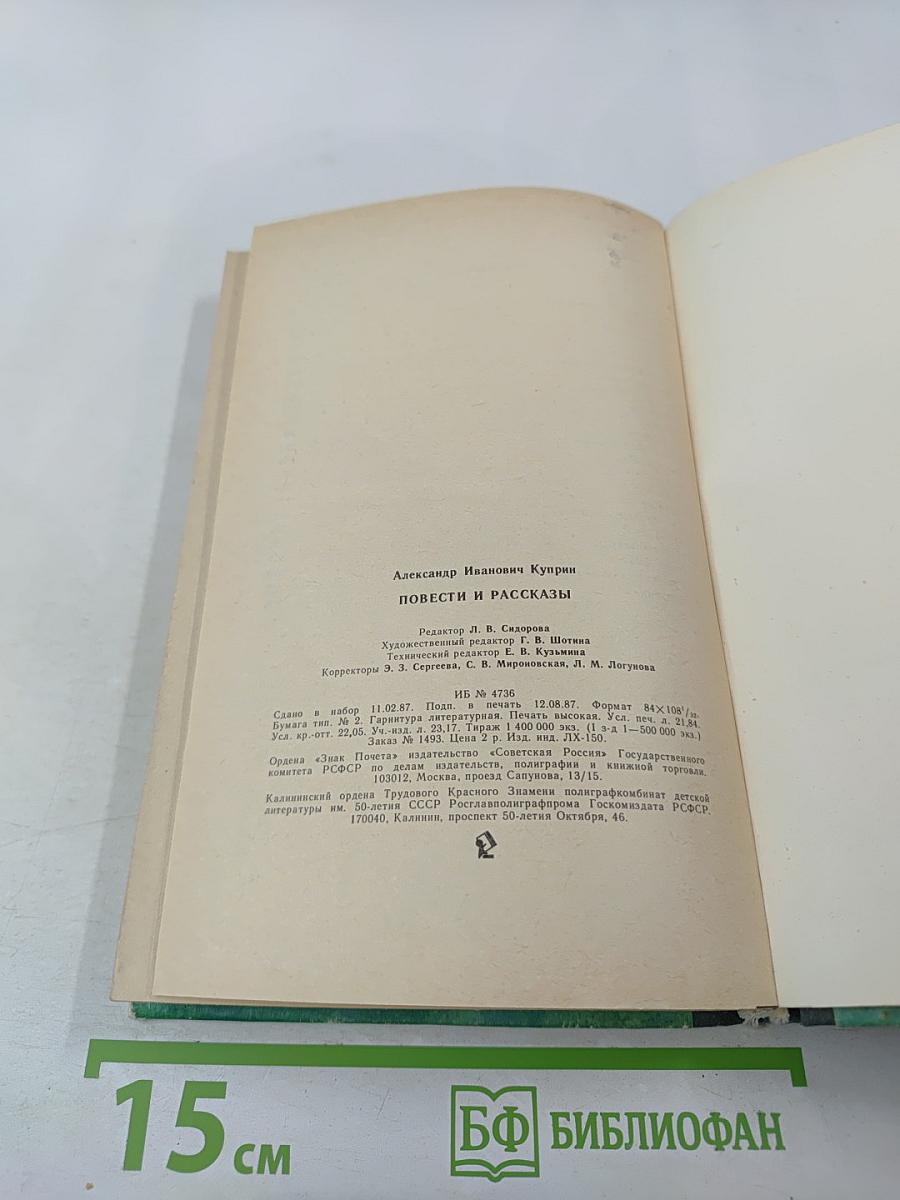 Александр Иванович Куприн
ПОВЕСТИ И РАССКАЗЫ
Редактор Л. В. Сидорова
Художественный редактор Г. В. Шотина
Технический редактор Е. В. Кузьмина
Корректоры Э. З. Сергеева, С. В. Мироновская, Л. М. Логунова
ИБ № 4736
Сдано в набор 11.02.87. Подп. в печать 12.08.87. Формат 84×108¹/₃₂.
Бумага тип. № 2. Гарнитура литературная. Печать высокая. Усл. печ. л. 21,84.
Усл. кр.-отт. 22,05. Уч.-изд. л. 23,17. Тираж 1 400 000 экз. (1 з-д 1—500 000 экз.)
Заказ № 1493. Цена 2 р. Изд. инд. ЛХ-150.
Ордена «Знак Почета» издательство «Советская Россия» Государственного
комитета РСФСР по делам издательств, полиграфии и книжной торговли.
103012, Москва, проезд Сапунова, 13/15.
Калининский ордена Трудового Красного Знамени полиграфкомбинат детской
литературы им. 50-летия СССР Росглавполиграфпрома Госкомиздата РСФСР.
170040, Калинин, проспект 50-летия Октября, 46.
15 см
БФ БИБЛИОФАН